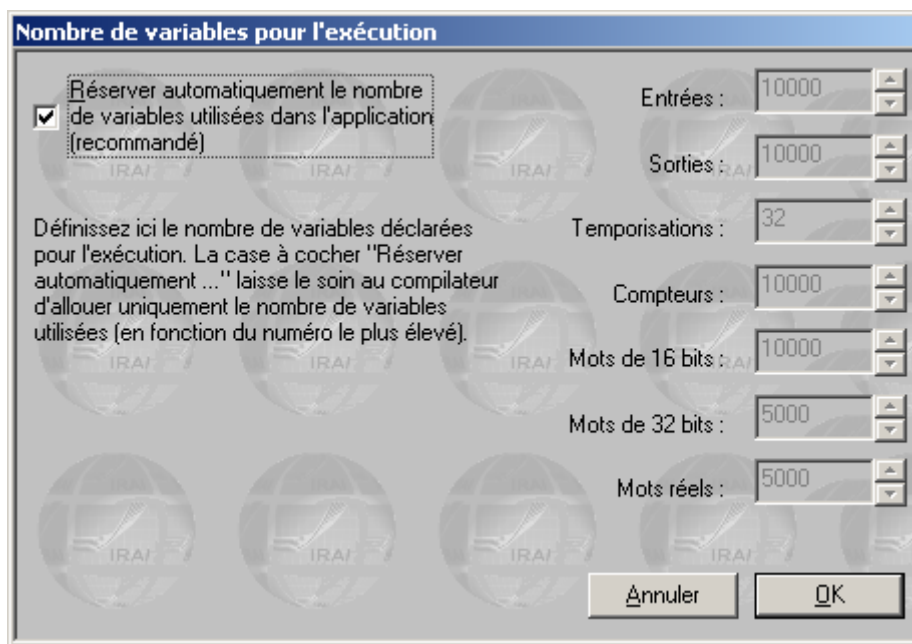 Nombre de variables pour l'exécution
Réserver automatiquement le nombre
de variables utilisées dans l'application
(recommandé)
Définissez ici le nombre de variables déclarées
pour l'exécution. La case à cocher "Réserver
automatiquement ..." laisse le soin au compilateur
d'allouer uniquement le nombre de variables
utilisées (en fonction du numéro le plus élevé).
Entrées : 10000
Sorties : 10000
Temporisations : 32
Compteurs : 10000
Mots de 16 bits : 10000
Mots de 32 bits : 5000
Mots réels : 5000
Annuler OK
IRAI